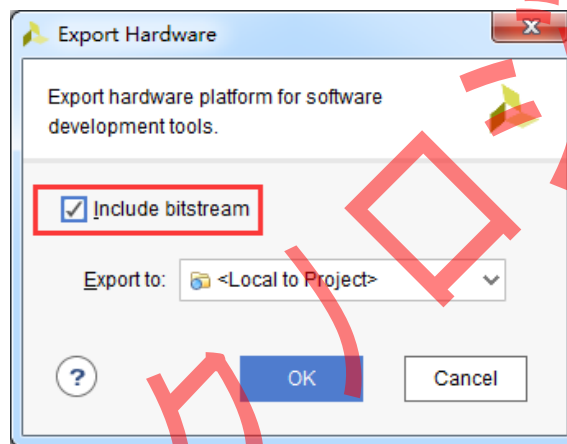 Export Hardware
Export hardware platform for software
development tools.
Include bitstream
Export to: <Local to Project>
? OK Cancel